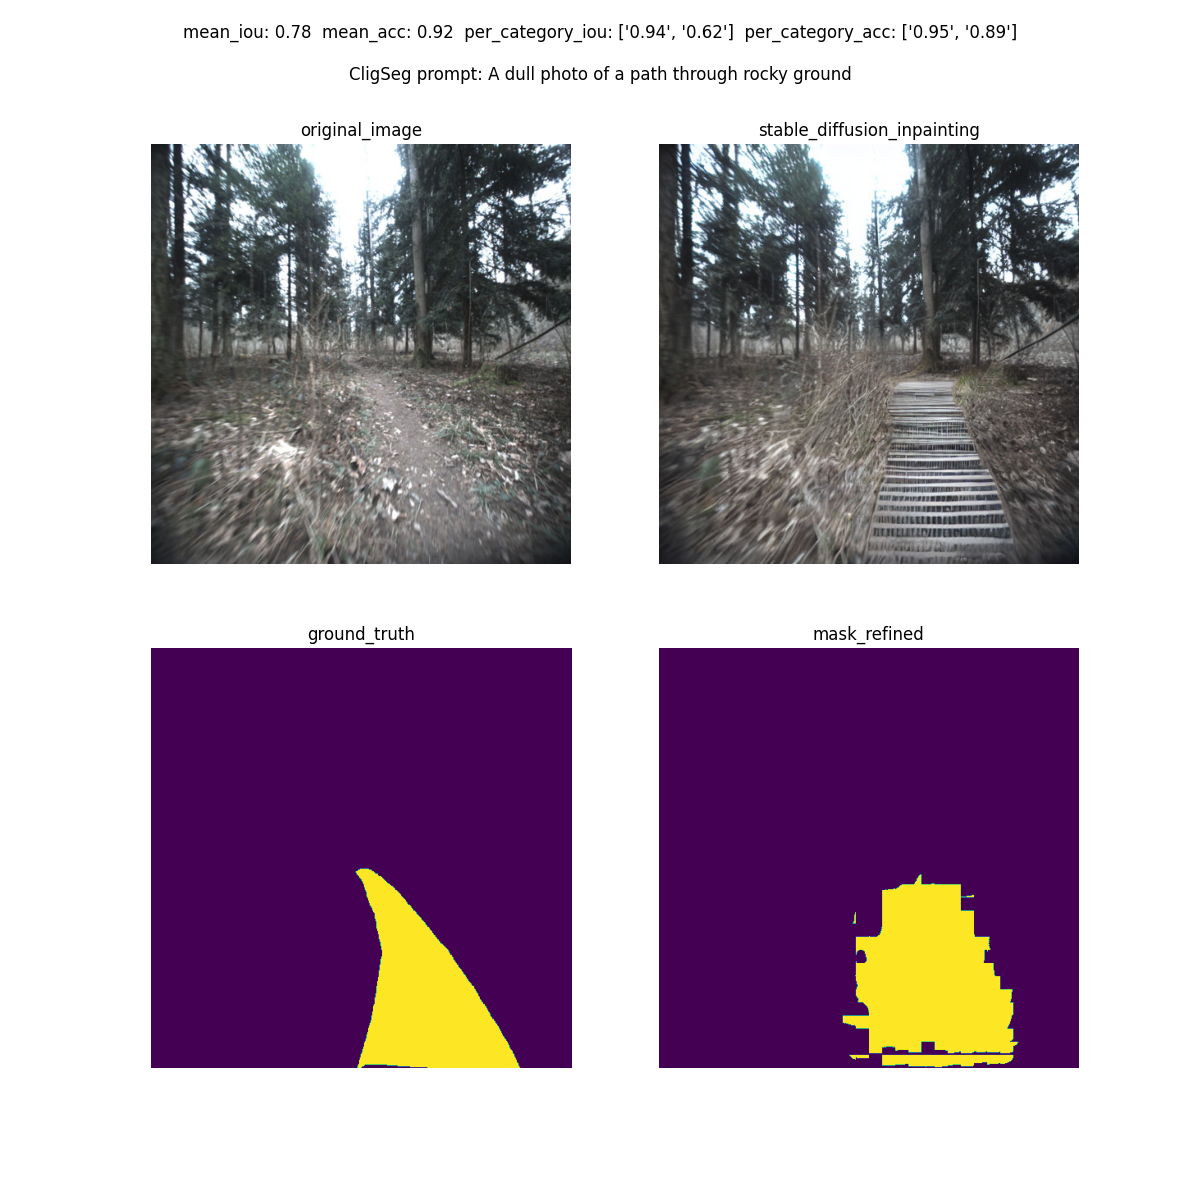 mean_iou: 0.78  mean_acc: 0.92  per_category_iou: ['0.94', '0.62']  per_category_acc: ['0.95', '0.89']
CligSeg prompt: A dull photo of a path through rocky ground
original_image
stable_diffusion_inpainting
ground_truth
mask_refined